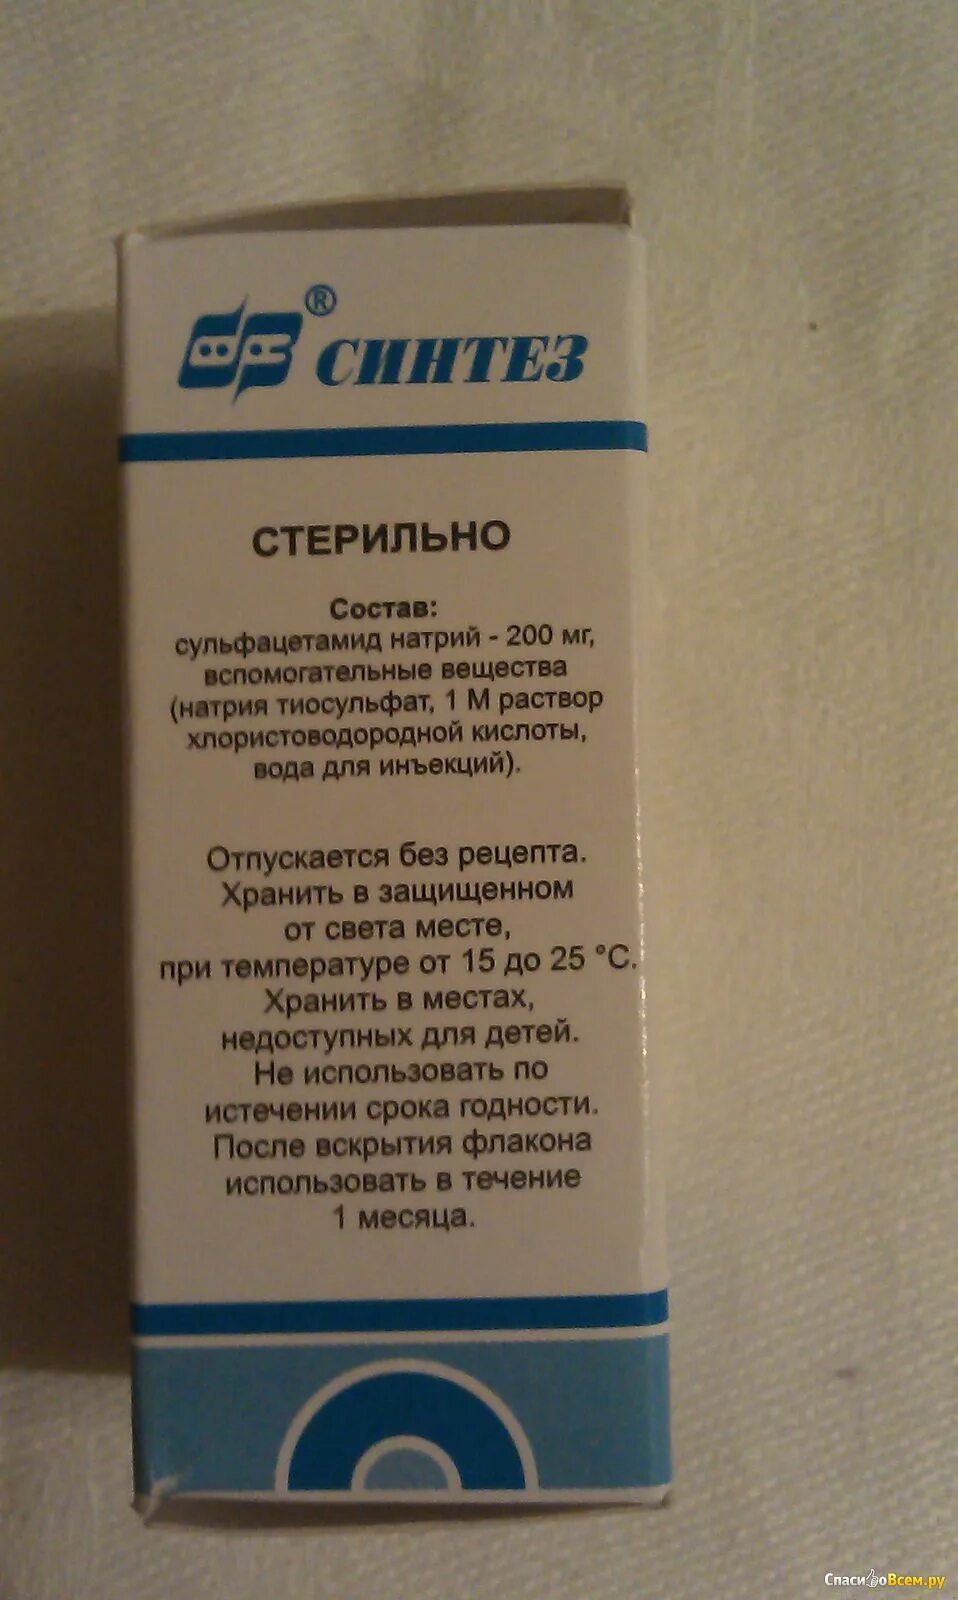 ® СИНТЕЗ
СТЕРИЛЬНО
Состав:
сульфацетамид натрий - 200 мг,
вспомогательные вещества
(натрия тиосульфат, 1 М раствор
хлористоводородной кислоты,
вода для инъекций).
Отпускается без рецепта.
Хранить в защищенном
от света месте,
при температуре от 15 до 25 °С.
Хранить в местах,
недоступных для детей.
Не использовать по
истечении срока годности.
После вскрытия флакона
использовать в течение
1 месяца.
СпасибоВсем.ру